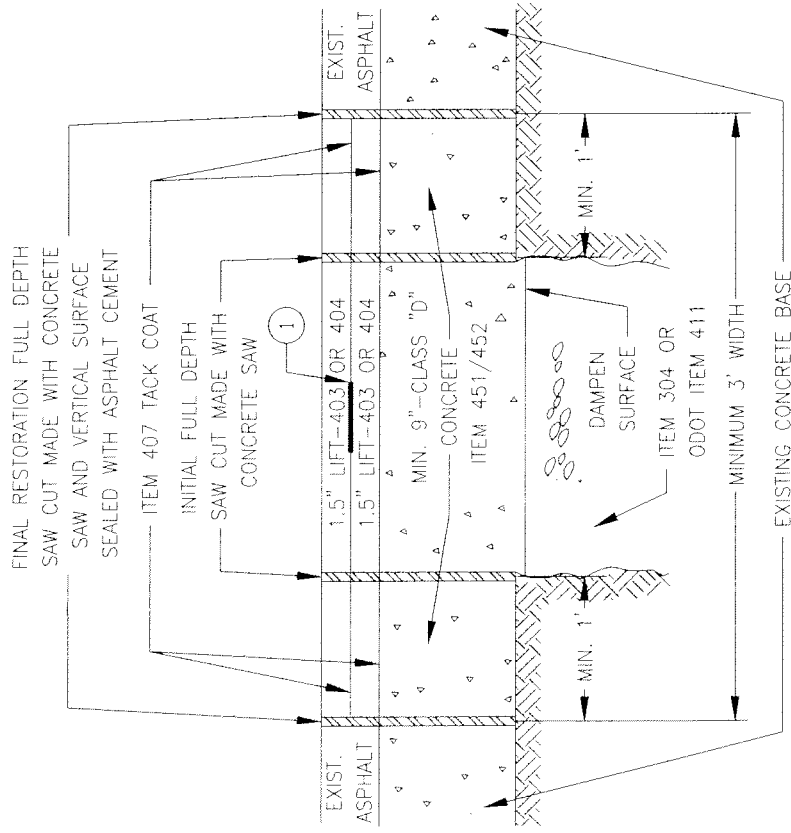 FINAL RESTORATION FULL DEPTH
SAW CUT MADE WITH CONCRETE
SAW AND VERTICAL SURFACE
SEALED WITH ASPHALT CEMENT
ITEM 407 TACK COAT
INITIAL FULL DEPTH
SAW CUT MADE WITH
CONCRETE SAW
1
EXIST.
ASPHALT
1.5" LIFT-403 OR 404
1.5" LIFT-403 OR 404
EXIST.
ASPHALT
MIN. 9"-CLASS "D"
CONCRETE
ITEM 451/452
MIN. 1'
DAMPEN
SURFACE
MIN. 1'
ITEM 304 OR
ODOT ITEM 411
MINIMUM 3' WIDTH
EXISTING CONCRETE BASE